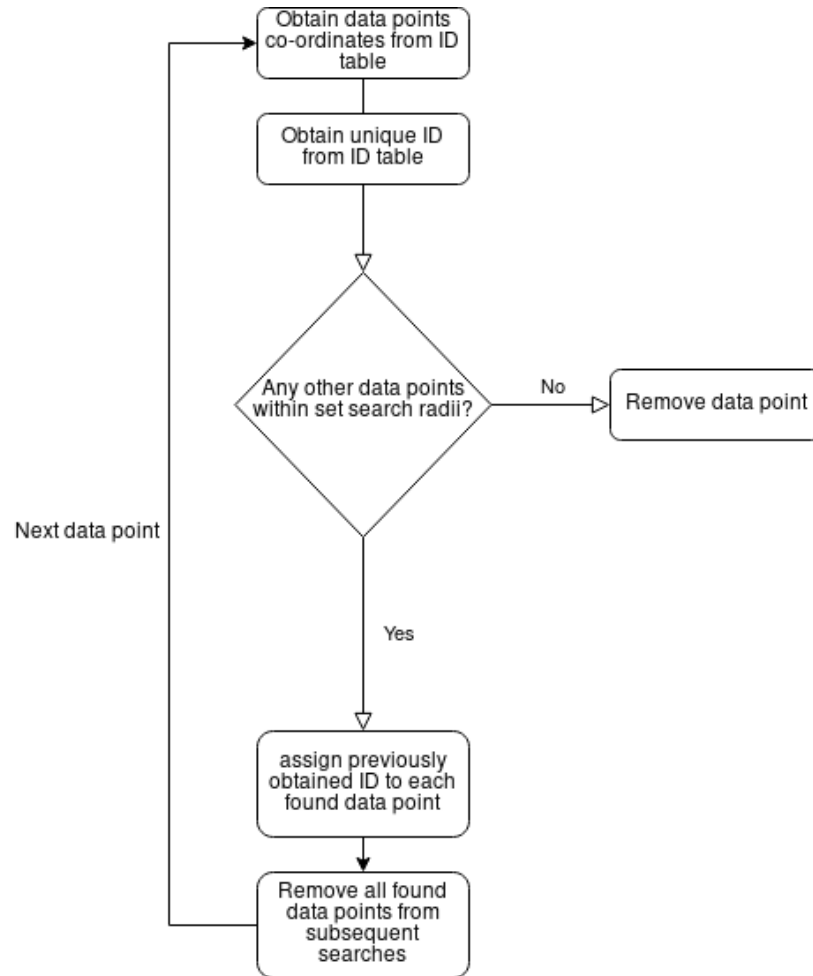 Obtain data points
co-ordinates from ID
table
Obtain unique ID
from ID table
Any other data points
within set search radii?
No
Remove data point
Next data point
Yes
assign previously
obtained ID to each
found data point
Remove all found
data points from
subsequent
searches